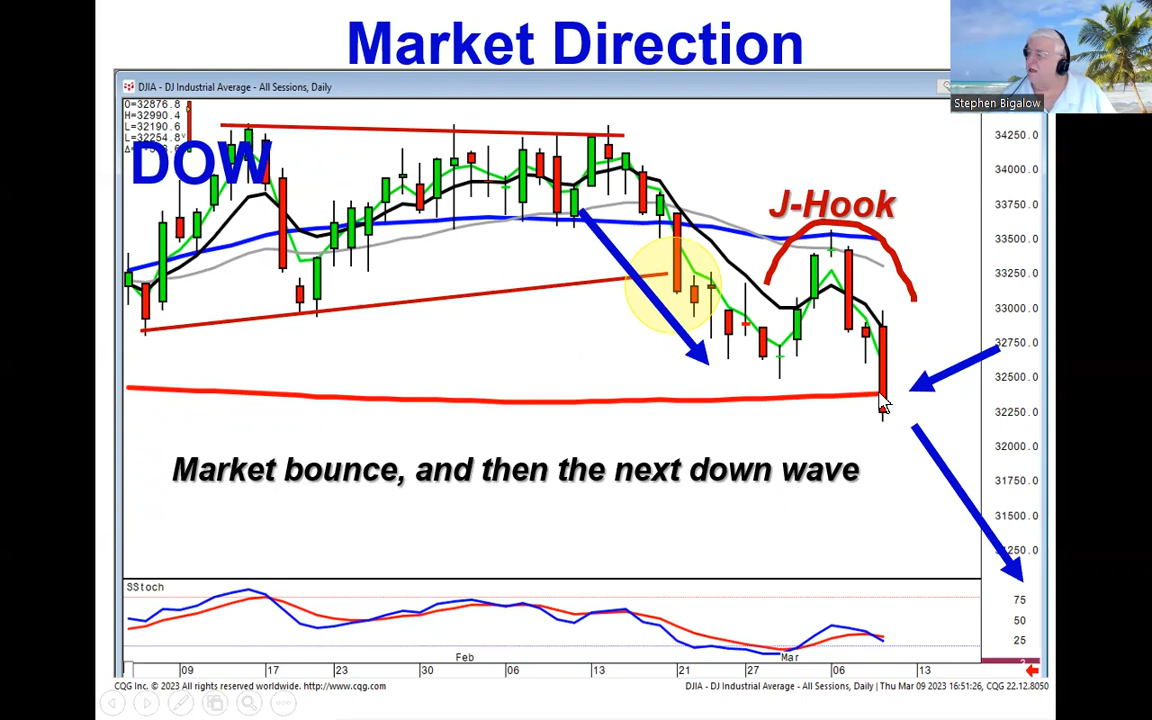 Market Direction
Stephen Bigalow
DJIA - DJ Industrial Average - All Sessions, Daily
O=32876.8
H=32990.4
L=32190.6
L=32254.8
DOW
J-Hook
34250.0
34000.0
33750.0
33500.0
33250.0
33000.0
32750.0
32500.0
32250.0
32000.0
31750.0
31500.0
31250.0
Market bounce, and then the next down wave
SStoch
75
50
25
09
17
23
30
Feb
06
13
21
27
Mar
06
13
CQG Inc. © 2023 All rights reserved worldwide. http://www.cqg.com
DJIA - DJ Industrial Average - All Sessions, Daily | Thu Mar 09 2023 16:51:26, CQG 22.12.8050